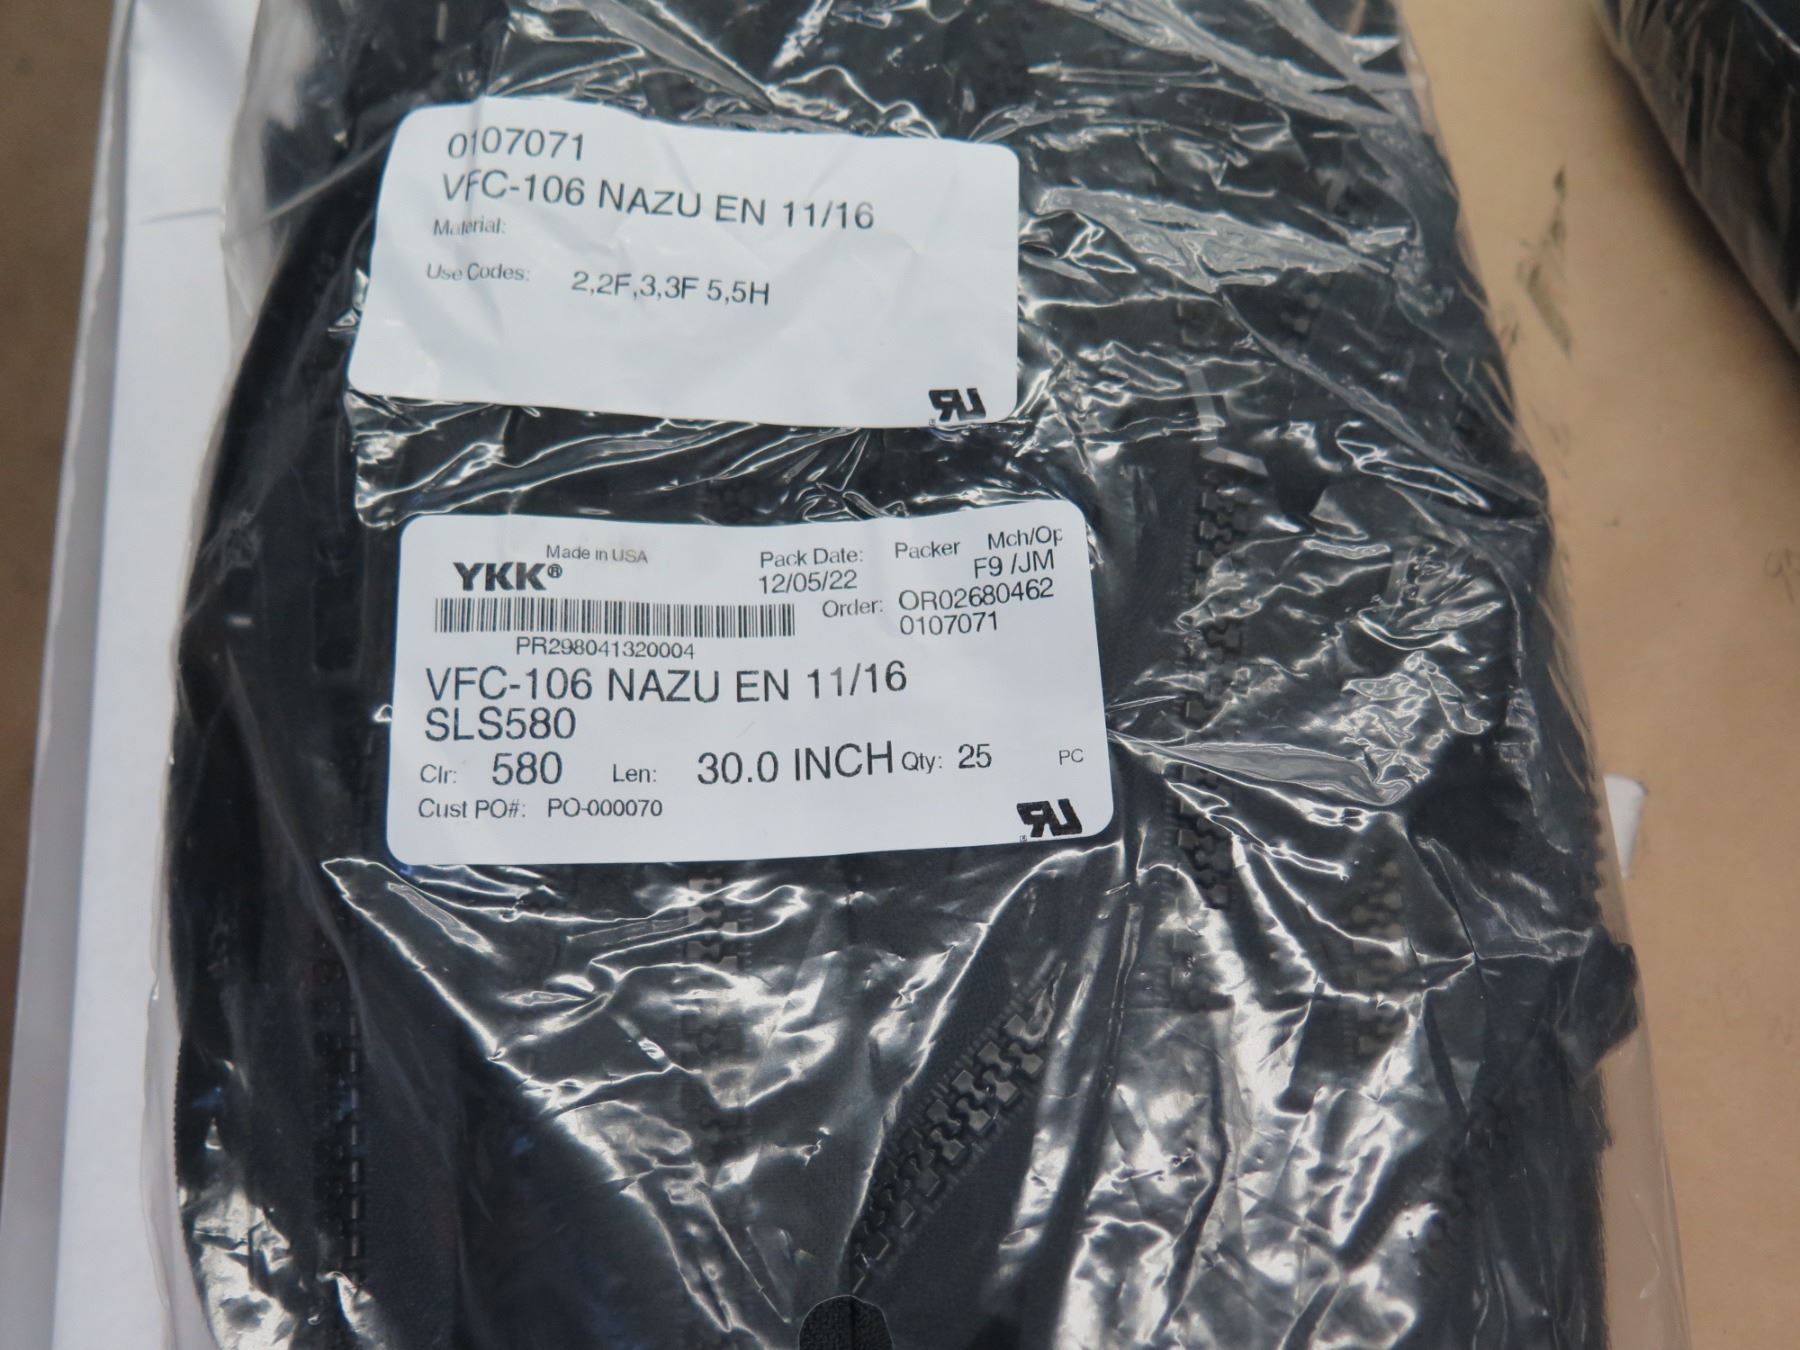 0107071
VFC-106 NAZU EN 11/16
Material:
Use Codes: 2,2F,3,3F 5,5H
Made in USA
YKK®
Pack Date: Packer Mch/Op
12/05/22 F9 /JM
Order: OR02680462
0107071
PR298041320004
VFC-106 NAZU EN 11/16
SLS580
Clr: 580 Len: 30.0 INCH Qty: 25 PC
Cust PO#: PO-000070